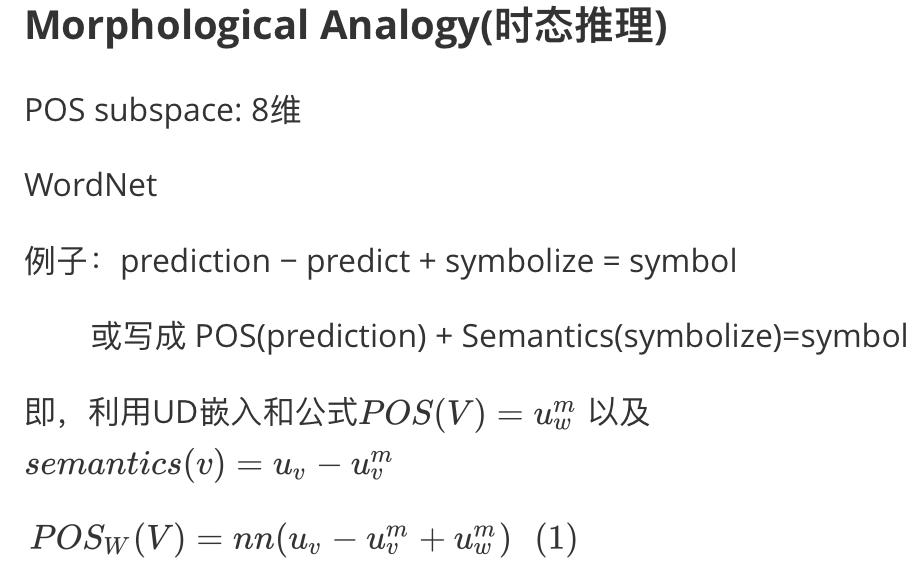 Morphological Analogy(时态推理)
POS subspace: 8维
WordNet
例子：prediction − predict + symbolize = symbol
或写成 POS(prediction) + Semantics(symbolize)=symbol
即，利用UD嵌入和公式$POS(V) = u_w^m$ 以及
$semantics(v) = u_v - u_v^m$
$POS_W(V) = nn(u_v - u_v^m + u_w^m)$ (1)